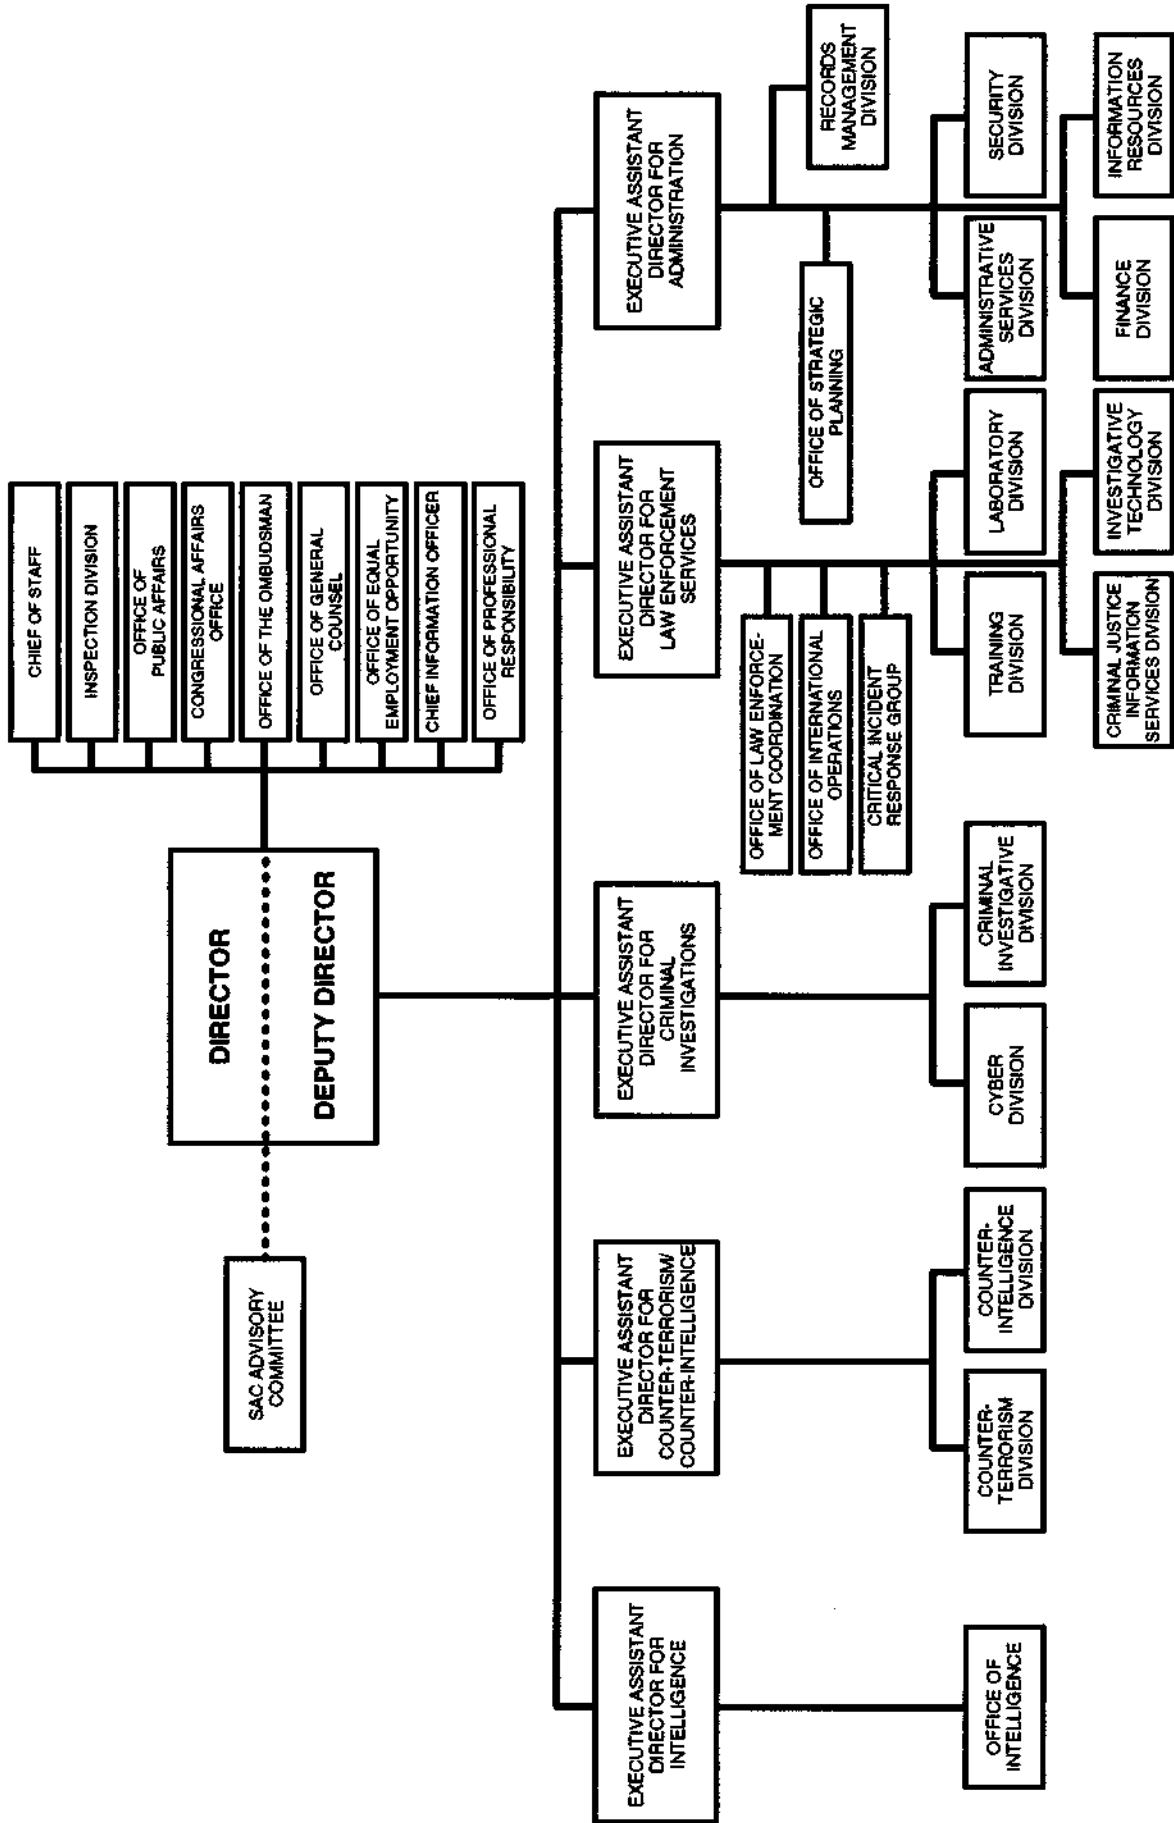 CHIEF OF STAFF
INSPECTION DIVISION
OFFICE OF
PUBLIC AFFAIRS
CONGRESSIONAL AFFAIRS
OFFICE
OFFICE OF THE OMBUDSMAN
OFFICE OF GENERAL
COUNSEL
OFFICE OF EQUAL
EMPLOYMENT OPPORTUNITY
CHIEF INFORMATION OFFICER
OFFICE OF PROFESSIONAL
RESPONSIBILITY
DIRECTOR
DEPUTY DIRECTOR
SAC ADVISORY
COMMITTEE
EXECUTIVE ASSISTANT
DIRECTOR FOR
INTELLIGENCE
EXECUTIVE ASSISTANT
DIRECTOR FOR
COUNTER-TERRORISM/
COUNTER-INTELLIGENCE
EXECUTIVE ASSISTANT
DIRECTOR FOR
CRIMINAL
INVESTIGATIONS
EXECUTIVE ASSISTANT
DIRECTOR FOR
LAW ENFORCEMENT
SERVICES
EXECUTIVE ASSISTANT
DIRECTOR FOR
ADMINISTRATION
OFFICE OF LAW ENFORCE-
MENT COORDINATION
OFFICE OF INTERNATIONAL
OPERATIONS
CRITICAL INCIDENT
RESPONSE GROUP
OFFICE OF STRATEGIC
PLANNING
RECORDS
MANAGEMENT
DIVISION
OFFICE OF
INTELLIGENCE
COUNTER-
TERRORISM
DIVISION
COUNTER-
INTELLIGENCE
DIVISION
CYBER
DIVISION
CRIMINAL
INVESTIGATIVE
DIVISION
TRAINING
DIVISION
LABORATORY
DIVISION
ADMINISTRATIVE
SERVICES
DIVISION
SECURITY
DIVISION
CRIMINAL JUSTICE
INFORMATION
SERVICES DIVISION
INVESTIGATIVE
TECHNOLOGY
DIVISION
FINANCE
DIVISION
INFORMATION
RESOURCES
DIVISION